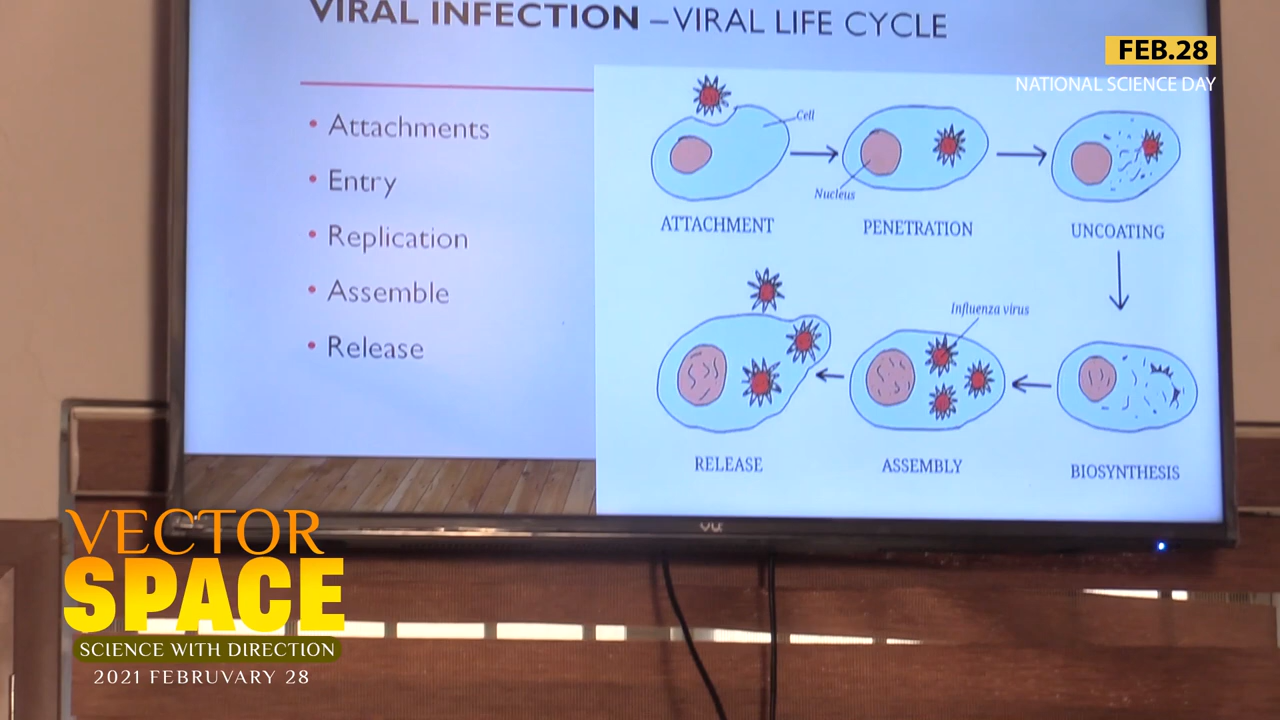 VIRAL INFECTION – VIRAL LIFE CYCLE
FEB.28
NATIONAL SCIENCE DAY
• Attachments
• Entry
• Replication
• Assemble
• Release
Cell
Nucleus
ATTACHMENT
PENETRATION
UNCOATING
Influenza virus
RELEASE
ASSEMBLY
BIOSYNTHESIS
VU
VECTOR
SPACE
SCIENCE WITH DIRECTION
2021 FEBRUVARY 28